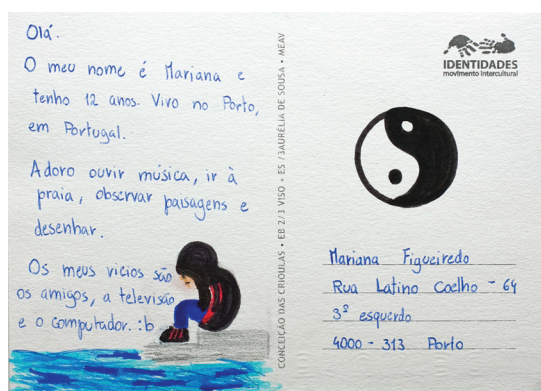 Olá.
O meu nome é Mariana e
tenho 12 anos. Vivo no Porto,
em Portugal.
Adoro ouvir música, ir à
praia, observar paisagens e
desenhar.
Os meus vicios são
os amigos, a televisão
e o computador. :b
CONCEIÇÃO DAS CRIOULAS • EB 2/3 VISO • ES /3AURÉLIA DE SOUSA • MEAV
IDENTIDADES
movimento intercultural
Mariana Figueiredo
Rua Latino Coelho - 64
3º esquerdo
4000 - 313 Porto